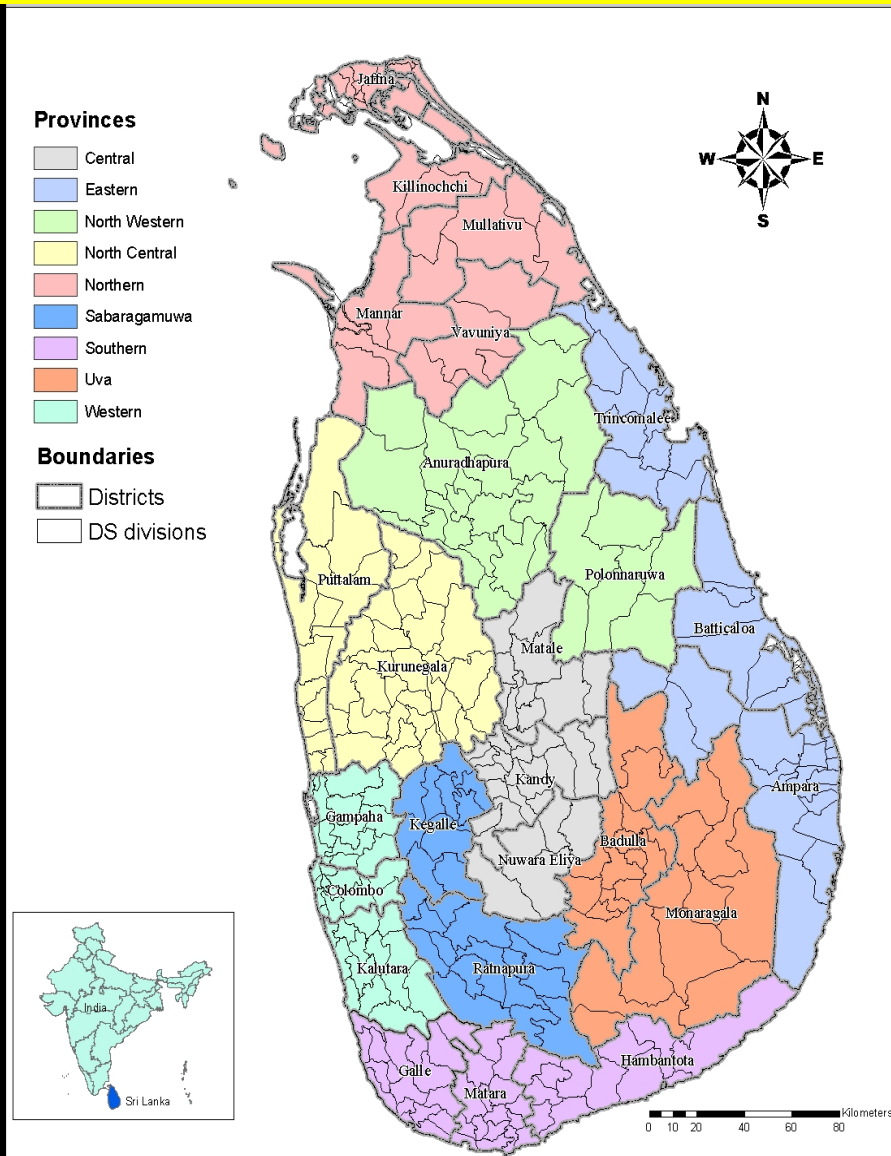 Jaffna
N
Provinces
Central
W E
Eastern
Killinochchi
S
North Western
Mullativu
North Central
Northern
Mannar
Sabaragamuwa
Vavuniya
Southern
Uva
Western
Trincomalee
Boundaries
Anuradhapura
Districts
DS divisions
Puttalam
Polonnaruwa
Batticaloa
Matale
Kurunegala
Kandy
Ampara
Gampaha
Kegalle
Badulla
Nuwara Eliya
Colombo
Monaragala
Kalutara
Ratnapura
India
Hambantota
Galle
Matara
Sri Lanka
Kilometers
0 10 20 40 60 80